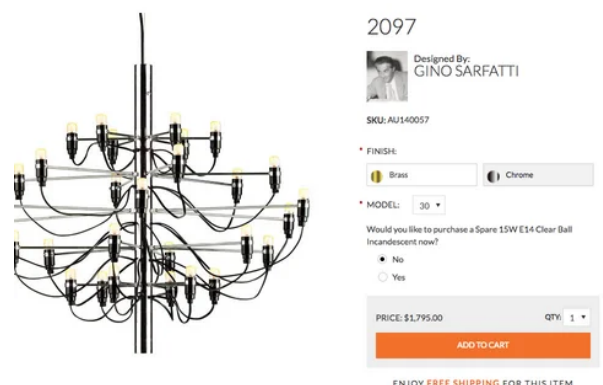 2097
Designed By:
GINO SARFATTI
SKU: AU140057
* FINISH:
Brass
Chrome
* MODEL: 30
Would you like to purchase a Spare 15W E14 Clear Ball
Incandescent now?
No
Yes
PRICE: $1,795.00 QTY: 1
ADD TO CART
ENJOY FREE SHIPPING FOR THIS ITEM